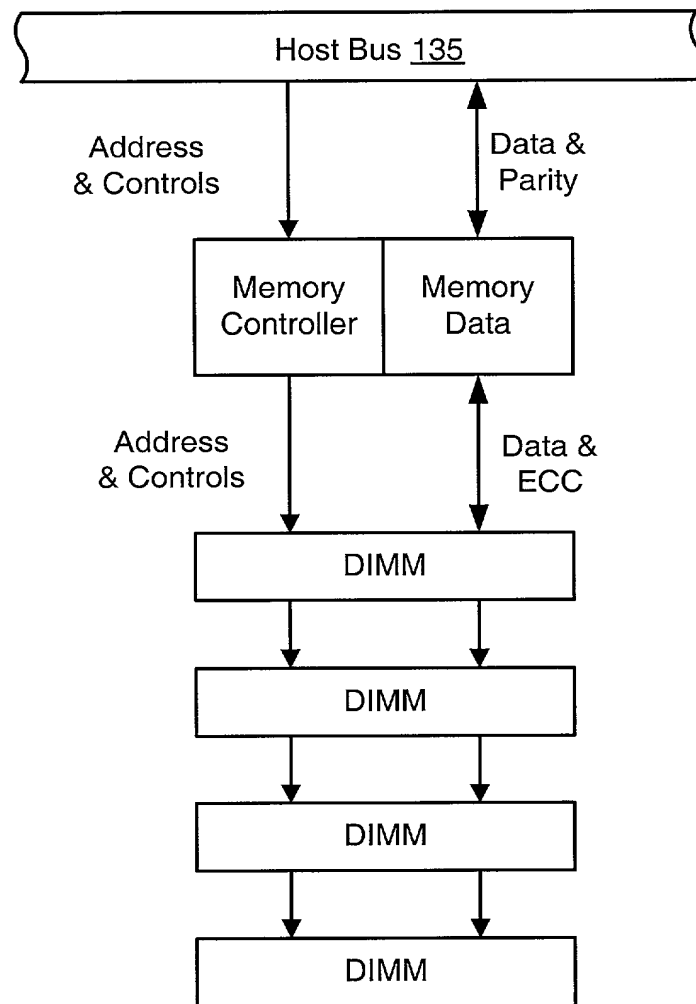 Host Bus 135
Address
& Controls
Data &
Parity
Memory
Controller
Memory
Data
Address
& Controls
Data &
ECC
DIMM
DIMM
DIMM
DIMM